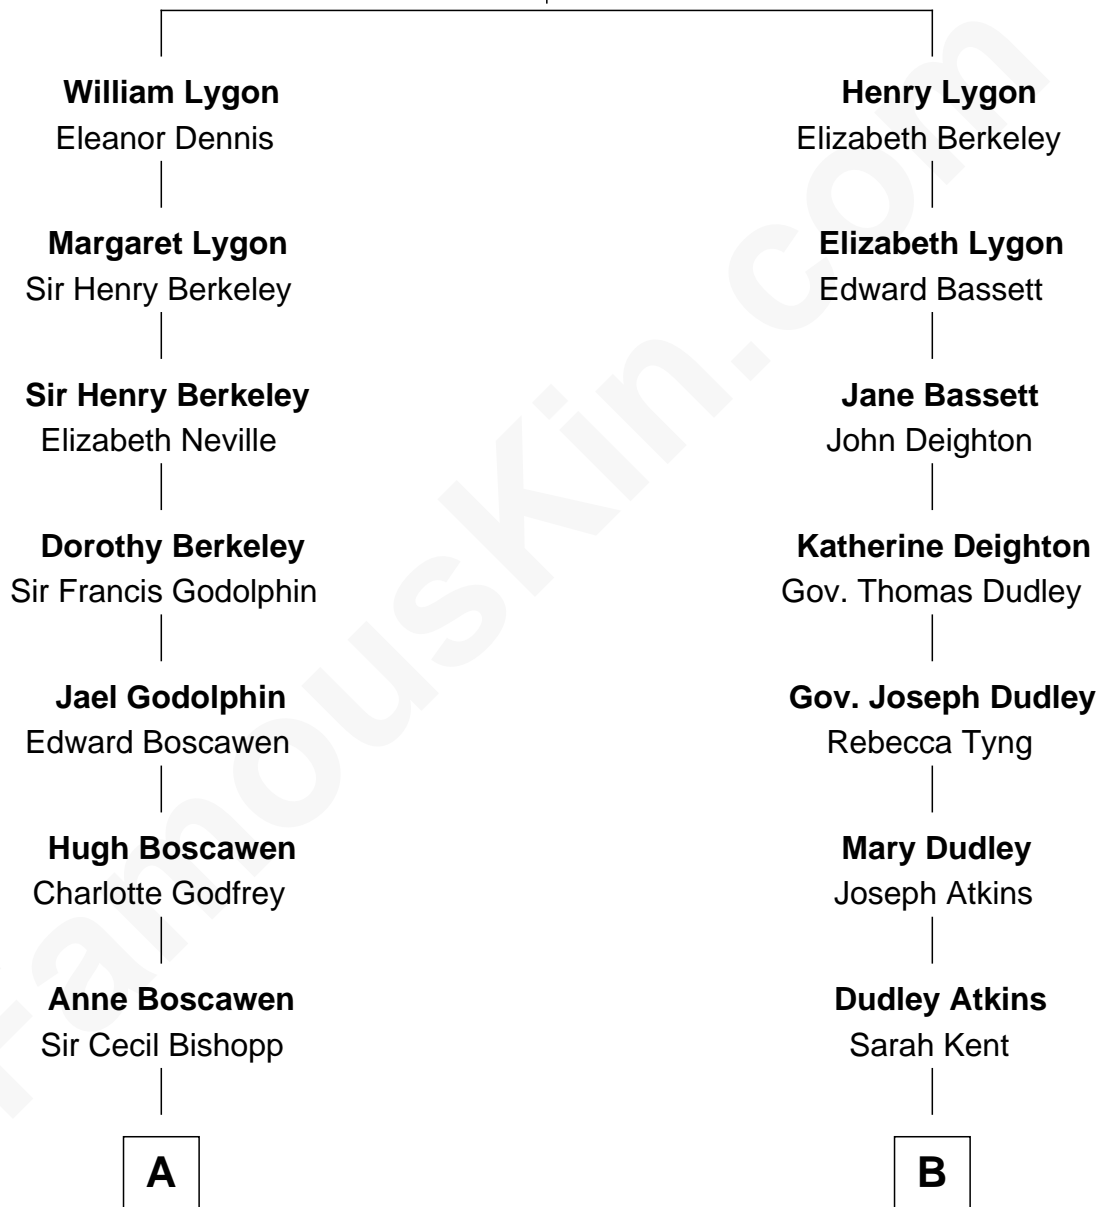 William Lygon
Eleanor Dennis
Henry Lygon
Elizabeth Berkeley
Margaret Lygon
Sir Henry Berkeley
Elizabeth Lygon
Edward Bassett
Sir Henry Berkeley
Elizabeth Neville
Jane Bassett
John Deighton
Dorothy Berkeley
Sir Francis Godolphin
Katherine Deighton
Gov. Thomas Dudley
Jael Godolphin
Edward Boscawen
Gov. Joseph Dudley
Rebecca Tyng
Hugh Boscawen
Charlotte Godfrey
Mary Dudley
Joseph Atkins
Anne Boscawen
Sir Cecil Bishopp
Dudley Atkins
Sarah Kent
A
B
FamousKin.com